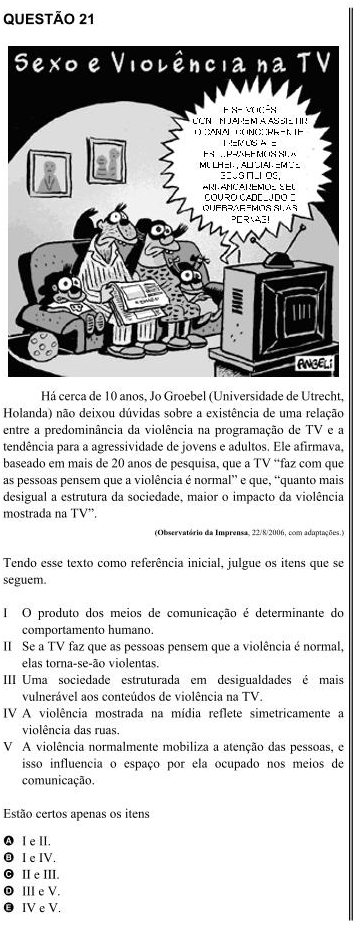 QUESTÃO 21
Sexo e Violência na TV
E SE VOCÊS
CONTINUAREM A ASSISTIR
O CANAL CONCORRENTE
IREMOS ATÉ
ESTUPRAREMOS SUA
MULHER, ALICIAREMOS
SEUS FILHOS,
ARRANCAREMOS SEU
COURO CABELUDO E
QUEBRAREMOS SUAS
PERNAS!
ANGELI
Há cerca de 10 anos, Jo Groebel (Universidade de Utrecht,
Holanda) não deixou dúvidas sobre a existência de uma relação
entre a predominância da violência na programação de TV e a
tendência para a agressividade de jovens e adultos. Ele afirmava,
baseado em mais de 20 anos de pesquisa, que a TV “faz com que
as pessoas pensem que a violência é normal” e que, “quanto mais
desigual a estrutura da sociedade, maior o impacto da violência
mostrada na TV”.
(Observatório da Imprensa, 22/8/2006, com adaptações.)
Tendo esse texto como referência inicial, julgue os itens que se
seguem.
I O produto dos meios de comunicação é determinante do
comportamento humano.
II Se a TV faz que as pessoas pensem que a violência é normal,
elas torna-se-ão violentas.
III Uma sociedade estruturada em desigualdades é mais
vulnerável aos conteúdos de violência na TV.
IV A violência mostrada na mídia reflete simetricamente a
violência das ruas.
V A violência normalmente mobiliza a atenção das pessoas, e
isso influencia o espaço por ela ocupado nos meios de
comunicação.
Estão certos apenas os itens
A I e II.
B I e IV.
C II e III.
D III e V.
E IV e V.